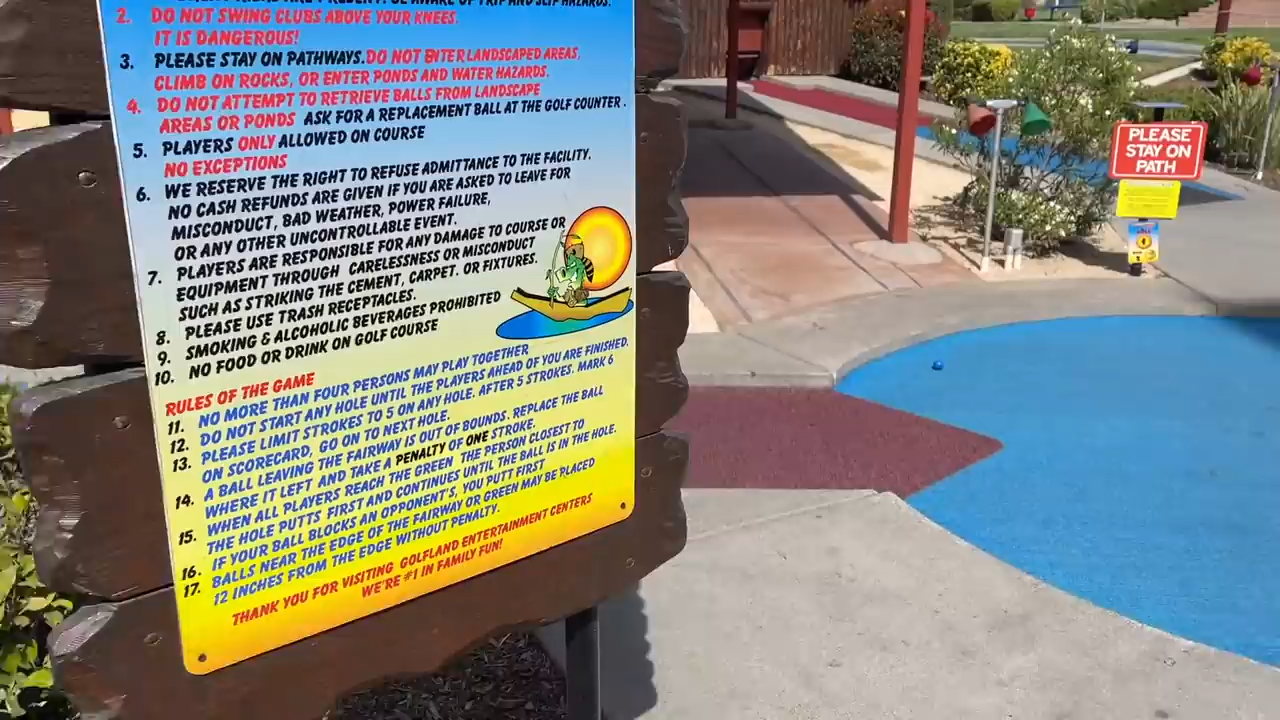 2. DO NOT SWING CLUBS ABOVE YOUR KNEES.
IT IS DANGEROUS!
3. PLEASE STAY ON PATHWAYS. DO NOT ENTER LANDSCAPED AREAS,
CLIMB ON ROCKS, OR ENTER PONDS AND WATER HAZARDS.
4. DO NOT ATTEMPT TO RETRIEVE BALLS FROM LANDSCAPE
AREAS OR PONDS ASK FOR A REPLACEMENT BALL AT THE GOLF COUNTER.
5. PLAYERS ONLY ALLOWED ON COURSE
NO EXCEPTIONS
6. WE RESERVE THE RIGHT TO REFUSE ADMITTANCE TO THE FACILITY.
NO CASH REFUNDS ARE GIVEN IF YOU ARE ASKED TO LEAVE FOR
MISCONDUCT, BAD WEATHER, POWER FAILURE,
OR ANY OTHER UNCONTROLLABLE EVENT.
7. PLAYERS ARE RESPONSIBLE FOR ANY DAMAGE TO COURSE OR
EQUIPMENT THROUGH CARELESSNESS OR MISCONDUCT
SUCH AS STRIKING THE CEMENT, CARPET. OR FIXTURES.
8. PLEASE USE TRASH RECEPTACLES.
9. SMOKING & ALCOHOLIC BEVERAGES PROHIBITED
10. NO FOOD OR DRINK ON GOLF COURSE
RULES OF THE GAME
11. NO MORE THAN FOUR PERSONS MAY PLAY TOGETHER
12. DO NOT START ANY HOLE UNTIL THE PLAYERS AHEAD OF YOU ARE FINISHED.
13. PLEASE LIMIT STROKES TO 5 ON ANY HOLE. AFTER 5 STROKES. MARK 6
ON SCORECARD, GO ON TO NEXT HOLE.
14. A BALL LEAVING THE FAIRWAY IS OUT OF BOUNDS. REPLACE THE BALL
WHERE IT LEFT AND TAKE A PENALTY OF ONE STROKE.
15. WHEN ALL PLAYERS REACH THE GREEN THE PERSON CLOSEST TO
THE HOLE PUTTS FIRST AND CONTINUES UNTIL THE BALL IS IN THE HOLE.
16. IF YOUR BALL BLOCKS AN OPPONENT'S, YOU PUTT FIRST
17. BALLS NEAR THE EDGE OF THE FAIRWAY OR GREEN MAY BE PLACED
12 INCHES FROM THE EDGE WITHOUT PENALTY.
THANK YOU FOR VISITING GOLFLAND ENTERTAINMENT CENTERS
WE'RE #1 IN FAMILY FUN!
PLEASE
STAY ON
PATH